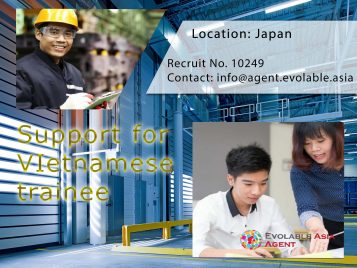 Location: Japan
Recruit No. 10249
Contact: info@agent.evolable.asia
Support for
VIetnamese
trainee
EVOLABLE ASIA
AGENT